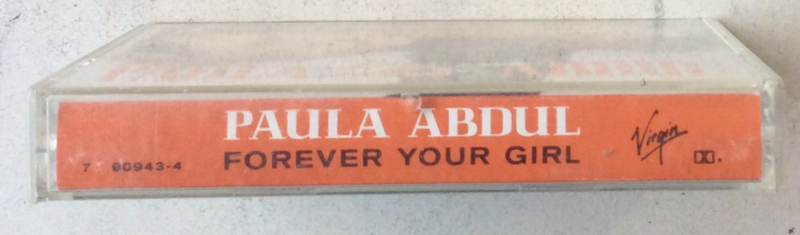 PAULA ABDUL
7 90943-4 FOREVER YOUR GIRL
Virgin